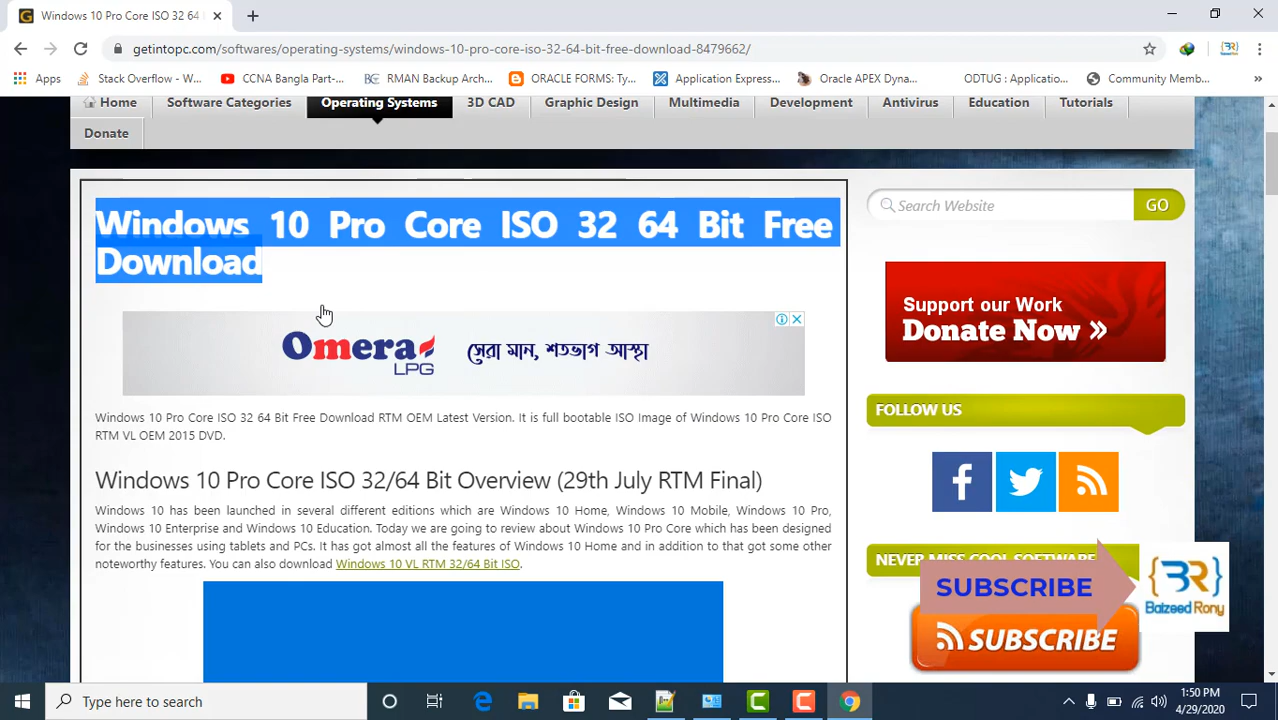 Windows 10 Pro Core ISO 32 64
getintopc.com/softwares/operating-systems/windows-10-pro-core-iso-32-64-bit-free-download-8479662/
Apps Stack Overflow - W... CCNA Bangla Part-... RMAN Backup Arch... ORACLE FORMS: Ty... Application Express... Oracle APEX Dyna... ODTUG : Applicatio... Community Memb... »
Home Software Categories Operating Systems 3D CAD Graphic Design Multimedia Development Antivirus Education Tutorials
Donate
Windows 10 Pro Core ISO 32 64 Bit Free
Download
Search Website GO
Support our Work
Donate Now »
Omera
LPG
সেরা মান, শতভাগ আস্থা
Windows 10 Pro Core ISO 32 64 Bit Free Download RTM OEM Latest Version. It is full bootable ISO Image of Windows 10 Pro Core ISO
RTM VL OEM 2015 DVD.
FOLLOW US
Windows 10 Pro Core ISO 32/64 Bit Overview (29th July RTM Final)
Windows 10 has been launched in several different editions which are Windows 10 Home, Windows 10 Mobile, Windows 10 Pro,
Windows 10 Enterprise and Windows 10 Education. Today we are going to review about Windows 10 Pro Core which has been designed
for the businesses using tablets and PCs. It has got almost all the features of Windows 10 Home and in addition to that got some other
noteworthy features. You can also download Windows 10 VL RTM 32/64 Bit ISO.
NEVER MISS COOL SOFTWARE
SUBSCRIBE
BR
Baizeed Rony
SUBSCRIBE
Type here to search
1:50 PM
4/29/2020